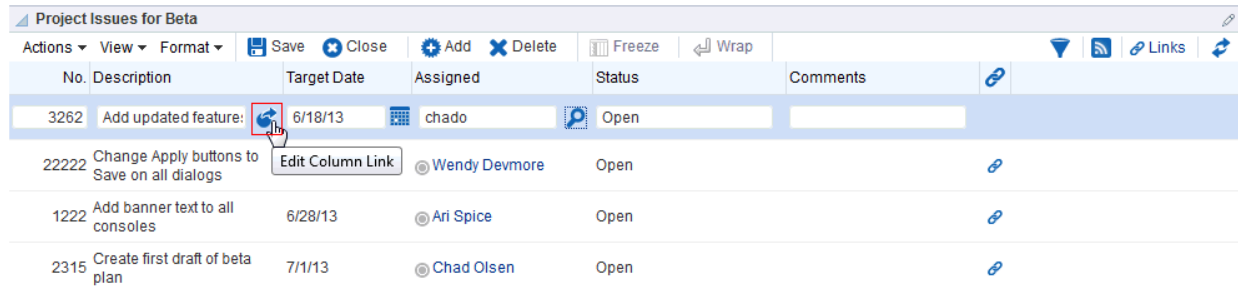 Project Issues for Beta
Actions View Format Save Close Add Delete Freeze Wrap Links
No. Description Target Date Assigned Status Comments
3262 Add updated features 6/18/13 chado Open
Edit Column Link
22222 Change Apply buttons to Wendy Devmore Open
Save on all dialogs
1222 Add banner text to all 6/28/13 Ari Spice Open
consoles
2315 Create first draft of beta 7/1/13 Chad Olsen Open
plan